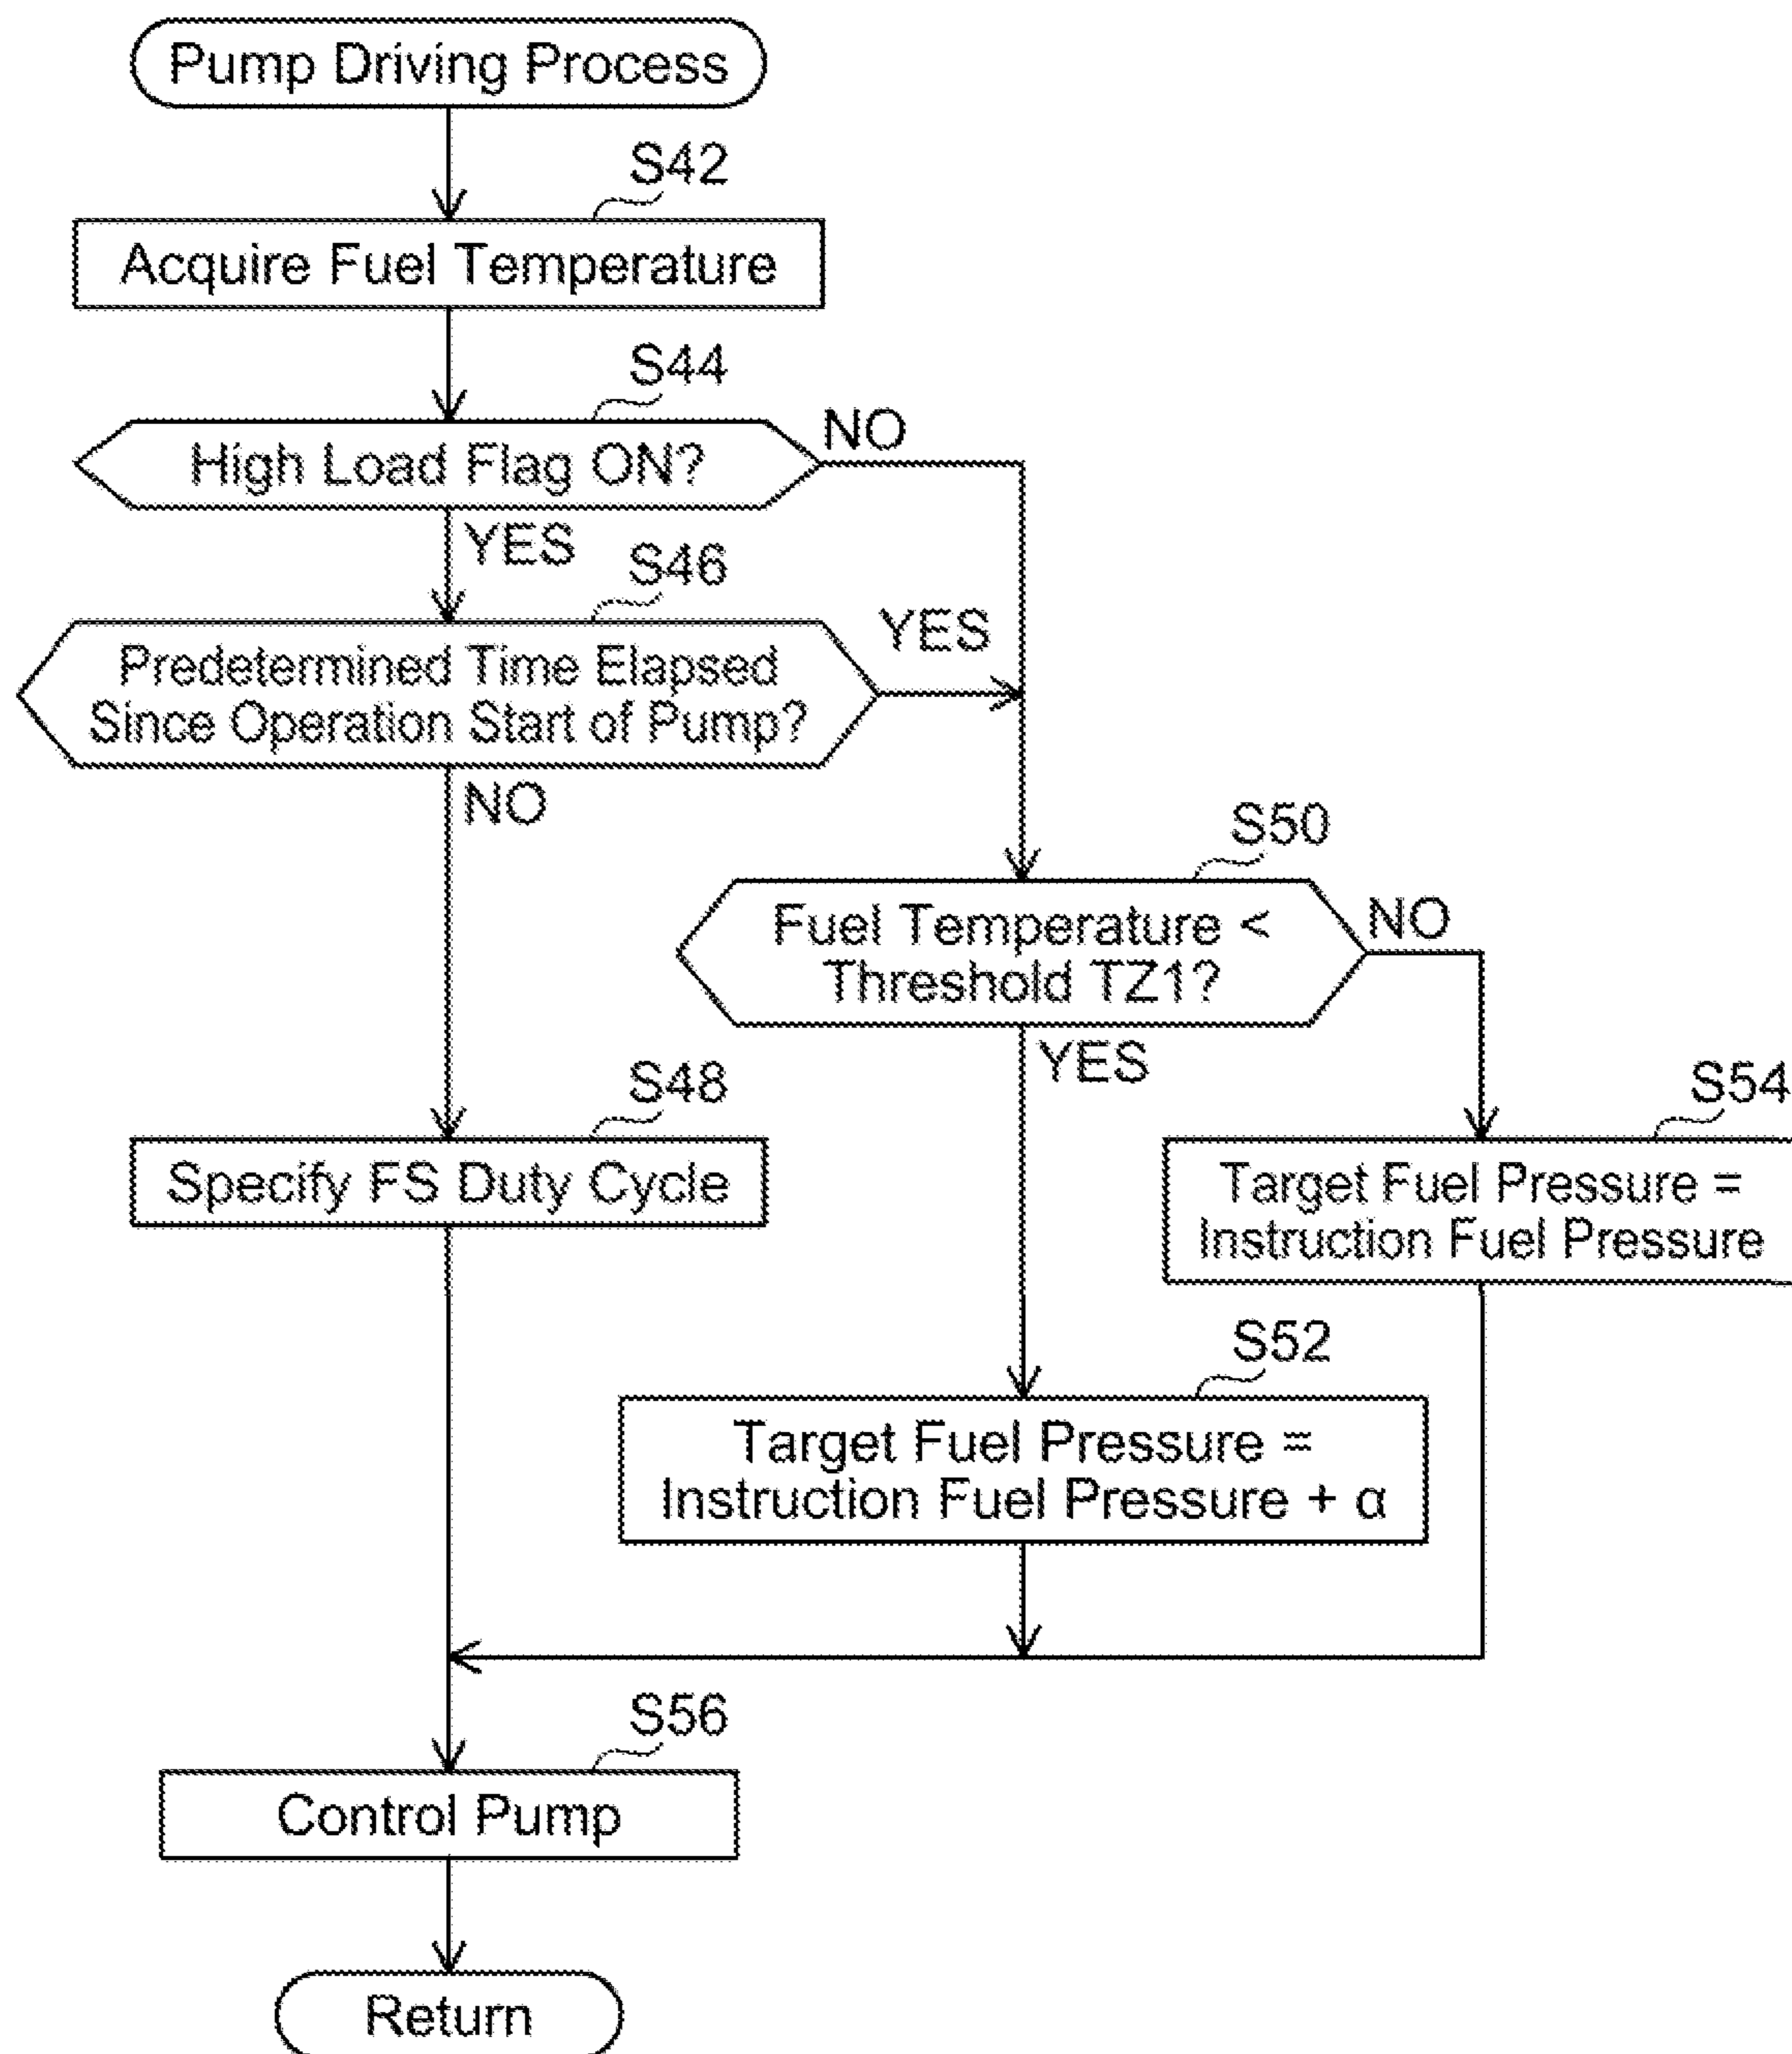 Pump Driving Process
S42
Acquire Fuel Temperature
S44
High Load Flag ON?
NO
YES
S46
Predetermined Time Elapsed
Since Operation Start of Pump?
YES
NO
S50
Fuel Temperature <
Threshold TZ1?
NO
YES
S48
Specify FS Duty Cycle
S54
Target Fuel Pressure =
Instruction Fuel Pressure
S52
Target Fuel Pressure =
Instruction Fuel Pressure + α
S56
Control Pump
Return